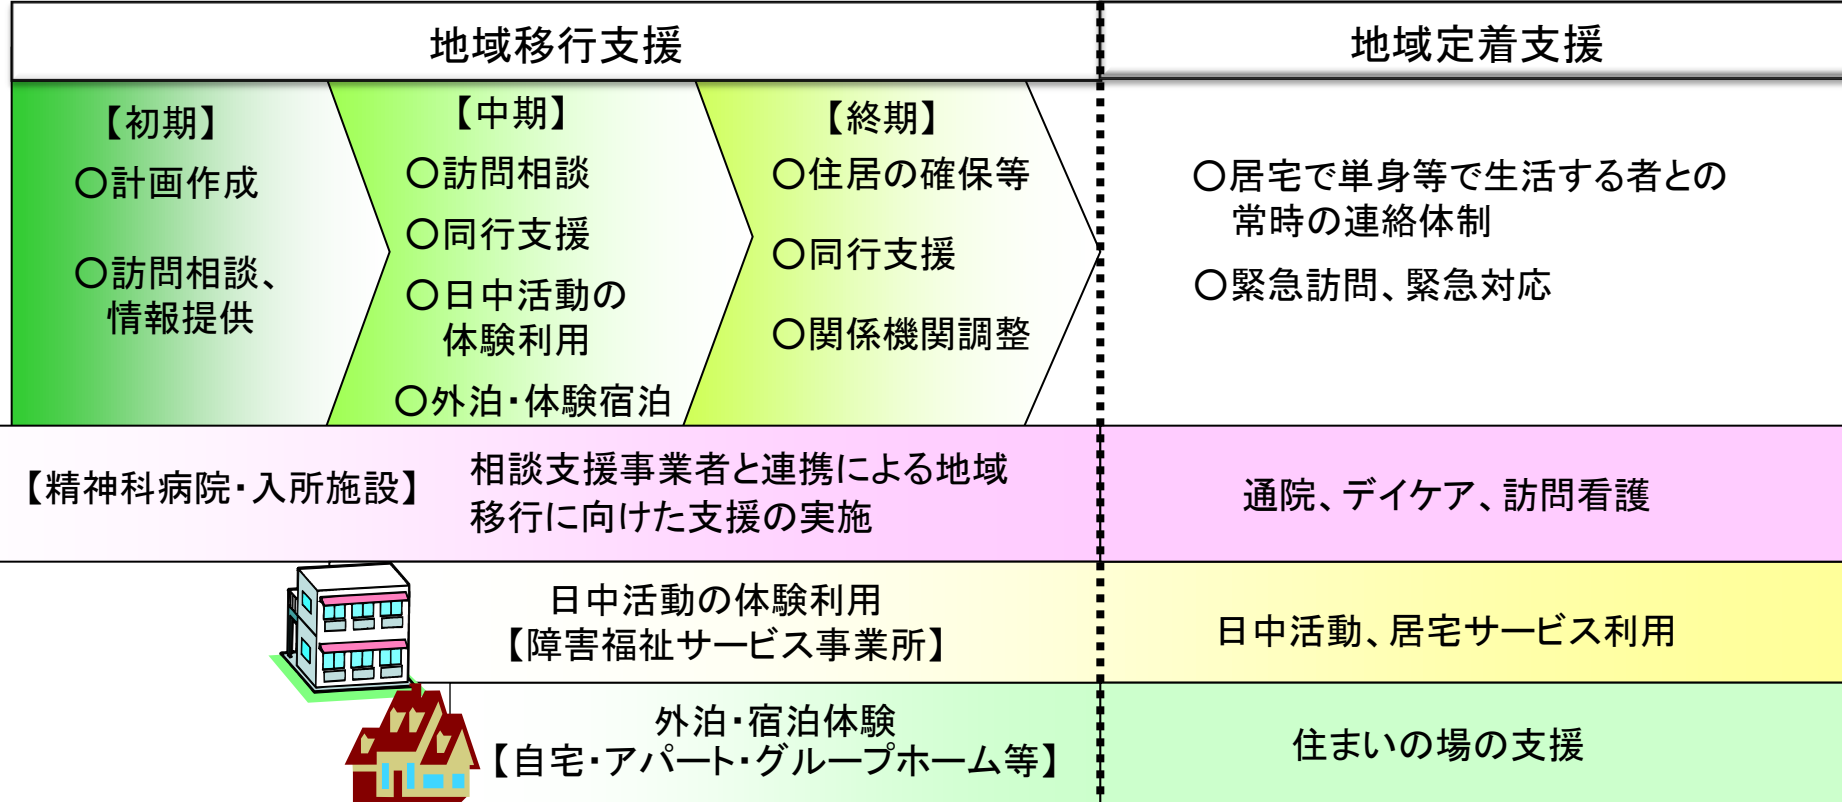 地域移行支援
地域定着支援
【初期】
○計画作成
○訪問相談、
情報提供
【中期】
○訪問相談
○同行支援
○日中活動の
体験利用
○外泊・体験宿泊
【終期】
○住居の確保等
○同行支援
○関係機関調整
○居宅で単身等で生活する者との
常時の連絡体制
○緊急訪問、緊急対応
【精神科病院・入所施設】
相談支援事業者と連携による地域
移行に向けた支援の実施
通院、デイケア、訪問看護
日中活動の体験利用
【障害福祉サービス事業所】
日中活動、居宅サービス利用
外泊・宿泊体験
【自宅・アパート・グループホーム等】
住まいの場の支援